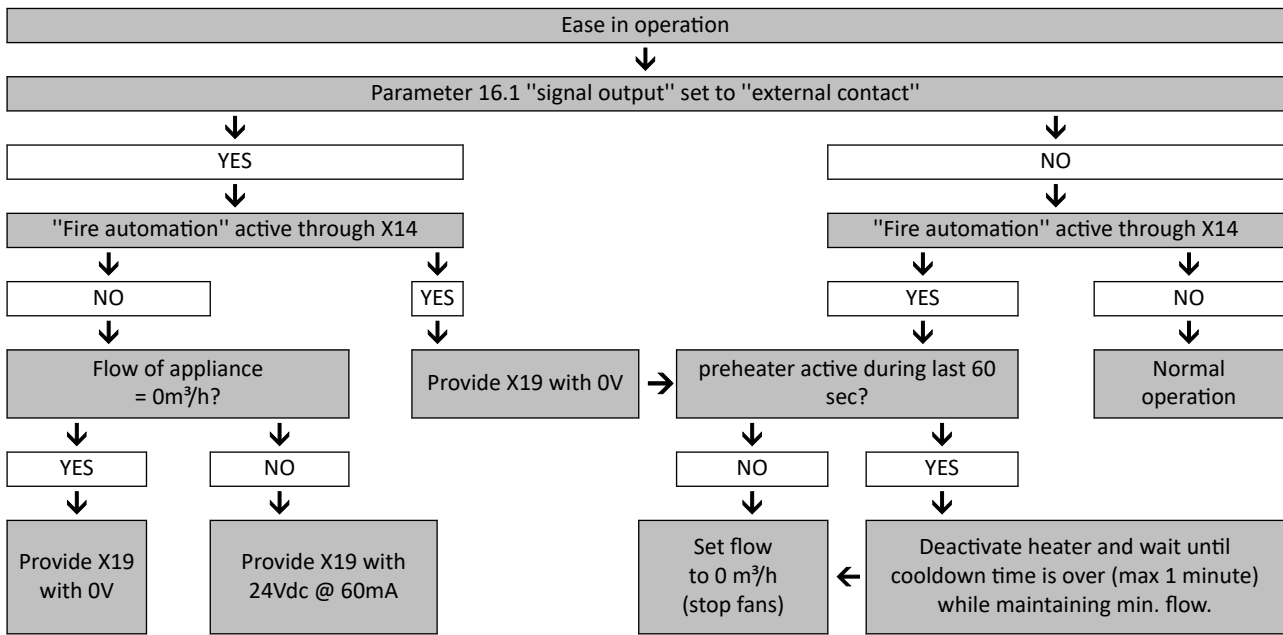 Ease in operation
Parameter 16.1 "signal output" set to "external contact"
YES
NO
"Fire automation" active through X14
"Fire automation" active through X14
NO
YES
YES
NO
Flow of appliance
= 0m³/h?
Provide X19 with 0V
preheater active during last 60
sec?
Normal
operation
YES
NO
NO
YES
Provide X19
with 0V
Provide X19 with
24Vdc @ 60mA
Set flow
to 0 m³/h
(stop fans)
Deactivate heater and wait until
cooldown time is over (max 1 minute)
while maintaining min. flow.